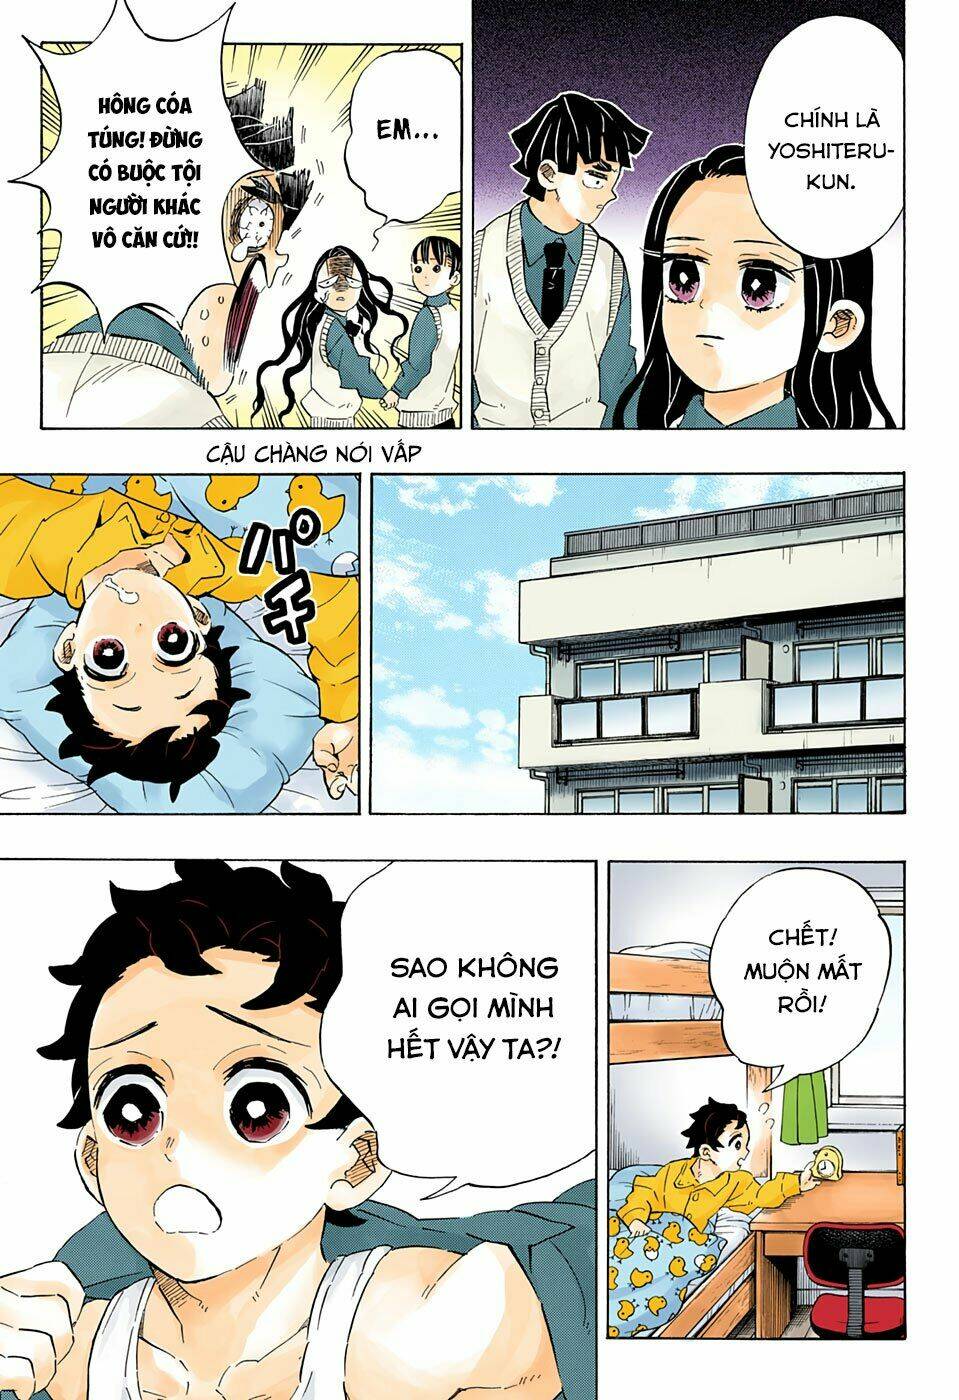 CHÍNH LÀ
YOSHITERU-
KUN.
EM...
HÔNG CÓA
TÚNG! ĐỪNG
CÓ BUỘC TỘI
NGƯỜI KHÁC
VÔ CĂN CỨ!!
CẬU CHÀNG NÓI VẤP
パチ
CHẾT!
MUỘN MẤT
RỒI!
SAO KHÔNG
AI GỌI MÌNH
HẾT VẬY TA?!